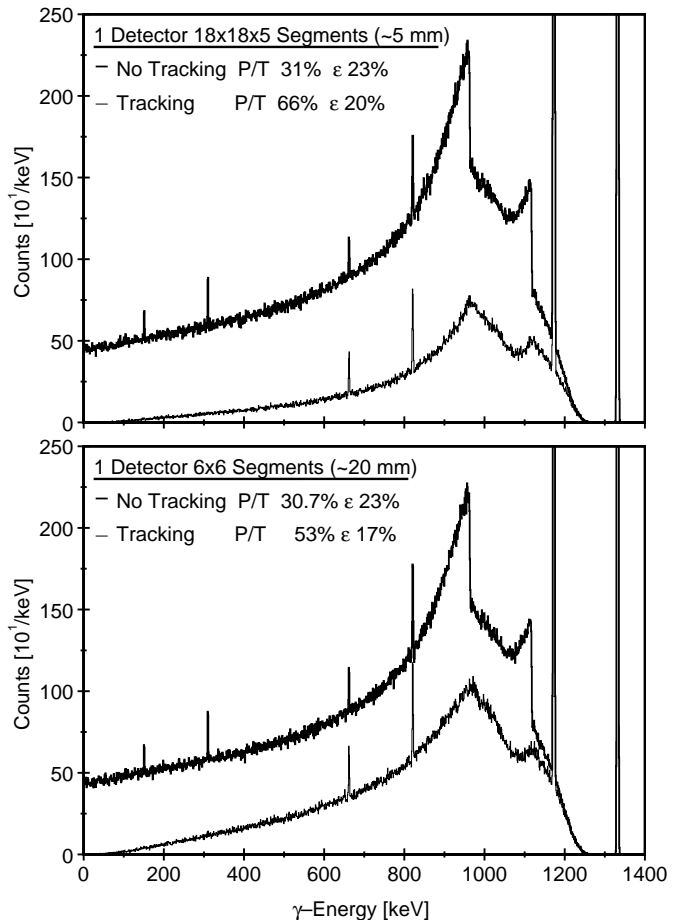 250
200
150
100
50
0
Counts [10¹/keV]
1 Detector 18x18x5 Segments (~5 mm)
– No Tracking P/T 31% ε 23%
– Tracking P/T 66% ε 20%
250
200
150
100
50
0
Counts [10¹/keV]
1 Detector 6x6 Segments (~20 mm)
– No Tracking P/T 30.7% ε 23%
– Tracking P/T 53% ε 17%
0 200 400 600 800 1000 1200 1400
γ–Energy [keV]